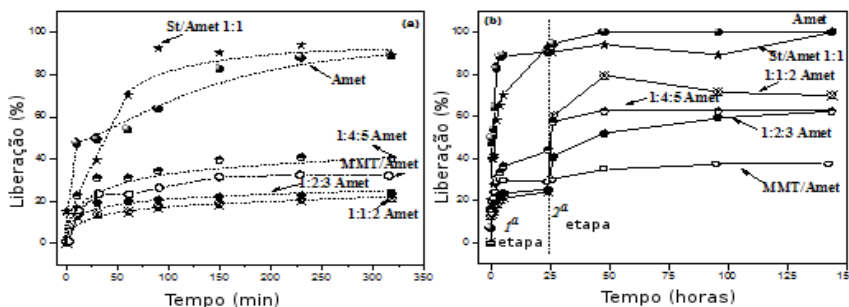 (a)
St/Amet 1:1
Amet
1:4:5 Amet
MMT/Amet
1:2:3 Amet
1:1:2 Amet
Liberação (%)
100
80
60
40
20
0
0 50 100 150 200 250 300 350
Tempo (min)
(b)
Amet
St/Amet 1:1
1:1:2 Amet
1:4:5 Amet
1:2:3 Amet
MMT/Amet
1ª
etapa
2ª
etapa
Liberação (%)
100
80
60
40
20
0
0 25 50 75 100 125 150
Tempo (horas)